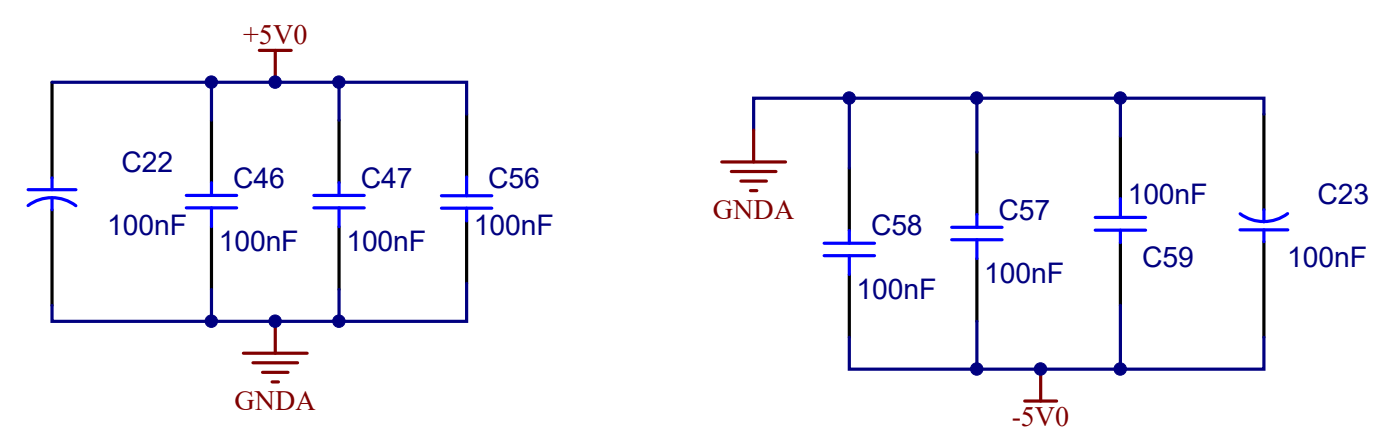 +5V0
C22
100nF
C46
100nF
C47
100nF
C56
100nF
GNDA
GNDA
C58
100nF
C57
100nF
100nF
C59
C23
100nF
-5V0